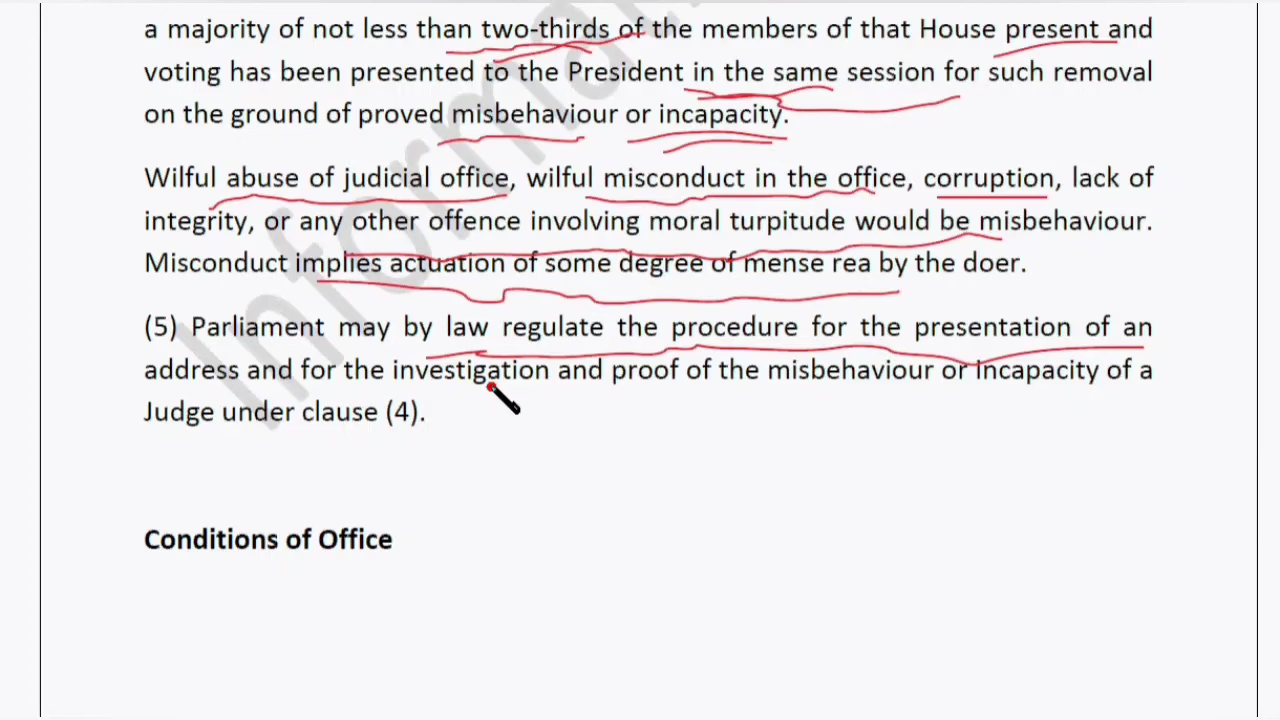 a majority of not less than two-thirds of the members of that House present and
voting has been presented to the President in the same session for such removal
on the ground of proved misbehaviour or incapacity.
Wilful abuse of judicial office, wilful misconduct in the office, corruption, lack of
integrity, or any other offence involving moral turpitude would be misbehaviour.
Misconduct implies actuation of some degree of mense rea by the doer.
(5) Parliament may by law regulate the procedure for the presentation of an
address and for the investigation and proof of the misbehaviour or incapacity of a
Judge under clause (4).
Conditions of Office